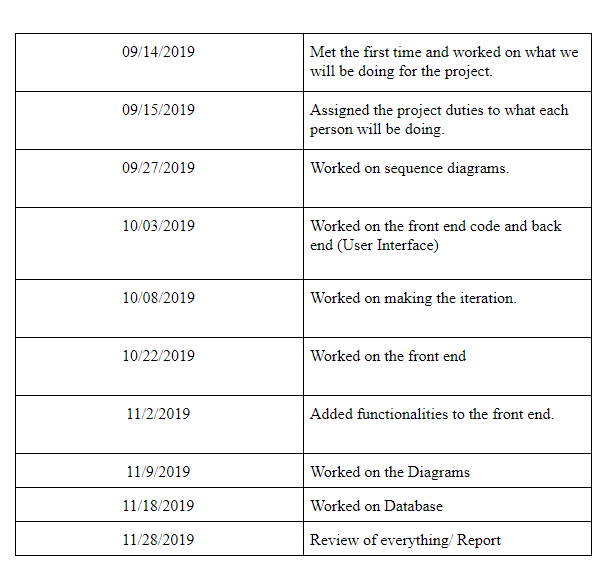 09/14/2019
Met the first time and worked on what we
will be doing for the project.
09/15/2019
Assigned the project duties to what each
person will be doing.
09/27/2019
Worked on sequence diagrams.
10/03/2019
Worked on the front end code and back
end (User Interface)
10/08/2019
Worked on making the iteration.
10/22/2019
Worked on the front end
11/2/2019
Added functionalities to the front end.
11/9/2019
Worked on the Diagrams
11/18/2019
Worked on Database
11/28/2019
Review of everything/ Report